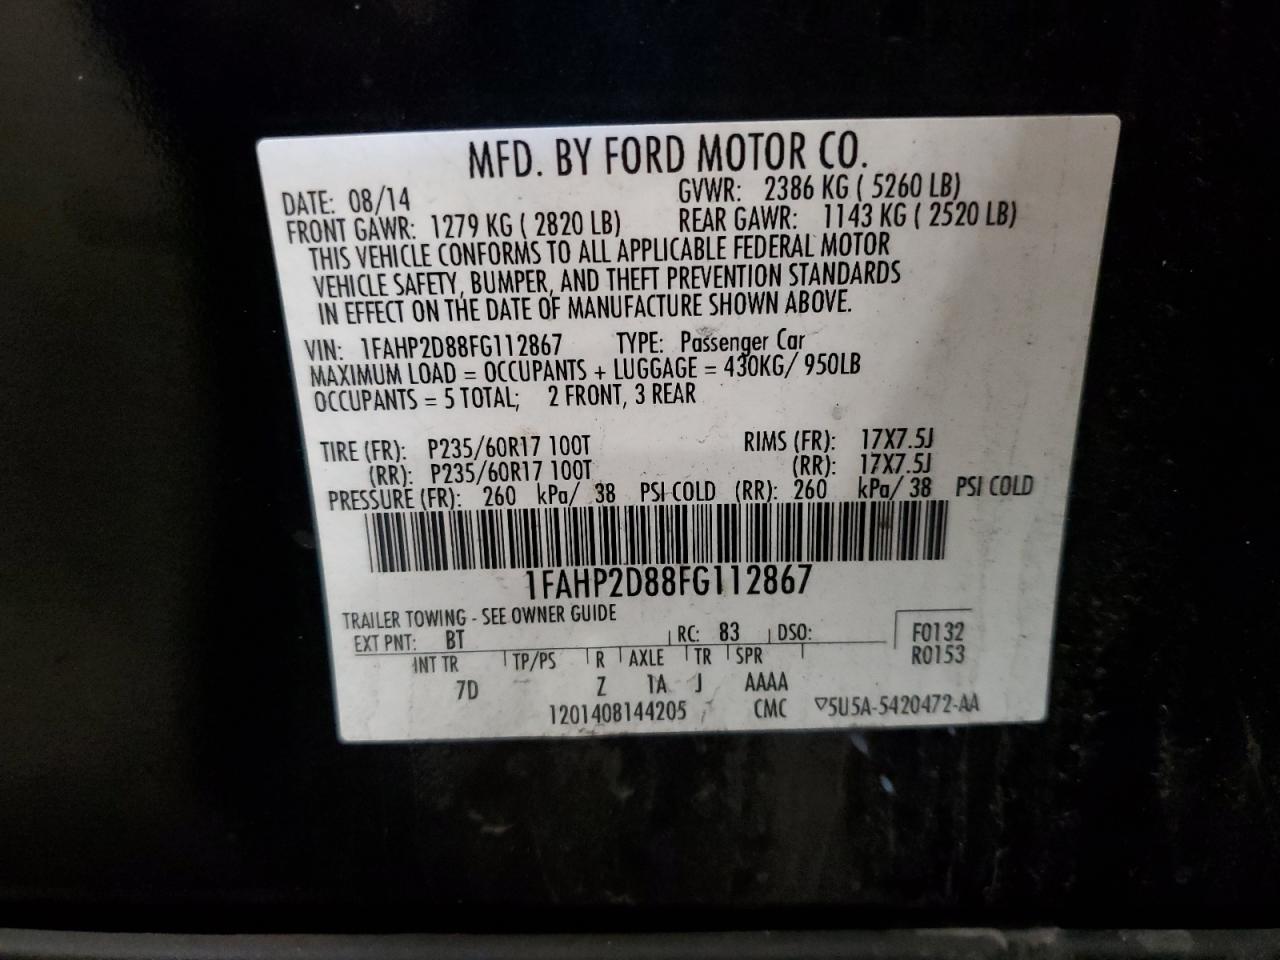 MFD. BY FORD MOTOR CO.
DATE: 08/14 GVWR: 2386 KG ( 5260 LB)
FRONT GAWR: 1279 KG ( 2820 LB) REAR GAWR: 1143 KG ( 2520 LB)
THIS VEHICLE CONFORMS TO ALL APPLICABLE FEDERAL MOTOR
VEHICLE SAFETY, BUMPER, AND THEFT PREVENTION STANDARDS
IN EFFECT ON THE DATE OF MANUFACTURE SHOWN ABOVE.
VIN: 1FAHP2D88FG112867 TYPE: Passenger Car
MAXIMUM LOAD = OCCUPANTS + LUGGAGE = 430KG/ 950LB
OCCUPANTS = 5 TOTAL; 2 FRONT, 3 REAR
TIRE (FR): P235/60R17 100T RIMS (FR): 17X7.5J
(RR): P235/60R17 100T (RR): 17X7.5J
PRESSURE (FR): 260 kPa/ 38 PSI COLD (RR): 260 kPa/ 38 PSI COLD
1FAHP2D88FG112867
TRAILER TOWING - SEE OWNER GUIDE
EXT PNT: BT RC: 83 DSO: F0132
INT TR TP/PS R AXLE TR SPR R0153
7D Z 1A J AAAA
1201408144205 CMC ▽5U5A-5420472-AA